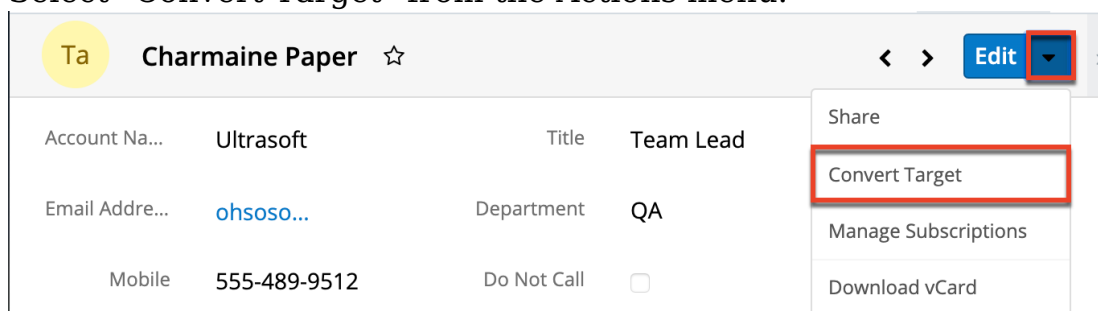 Select "Convert Target" from the Actions menu.
Ta Charmaine Paper Edit
Share
Account Na... Ultrasoft Title Team Lead
Convert Target
Email Addre... ohsoso... Department QA
Manage Subscriptions
Mobile 555-489-9512 Do Not Call
Download vCard